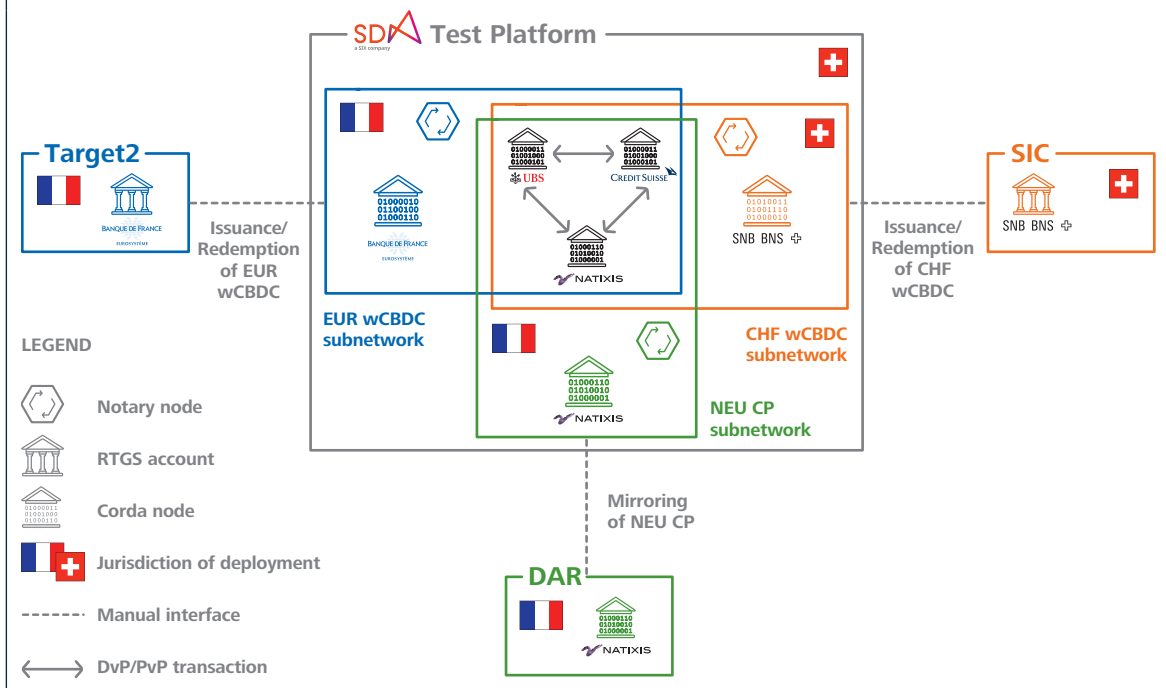 SDX Test Platform
a SIX company
Target2
BANQUE DE FRANCE
EUROSYSTÈME
Issuance/
Redemption
of EUR
wCBDC
01000010
01100100
01000110
BANQUE DE FRANCE
EUROSYSTÈME
01000011
01001000
01000101
UBS
01000011
01001000
01000101
CREDIT SUISSE
01000110
01010010
01000001
NATIXIS
01010011
01001110
01000010
SNB BNS
Issuance/
Redemption
of CHF
wCBDC
SIC
SNB BNS
EUR wCBDC
subnetwork
CHF wCBDC
subnetwork
01000110
01010010
01000001
NATIXIS
NEU CP
subnetwork
Mirroring
of NEU CP
DAR
01000110
01010010
01000001
NATIXIS
LEGEND
Notary node
RTGS account
01000011
01001000
01000110
Corda node
Jurisdiction of deployment
Manual interface
DvP/PvP transaction